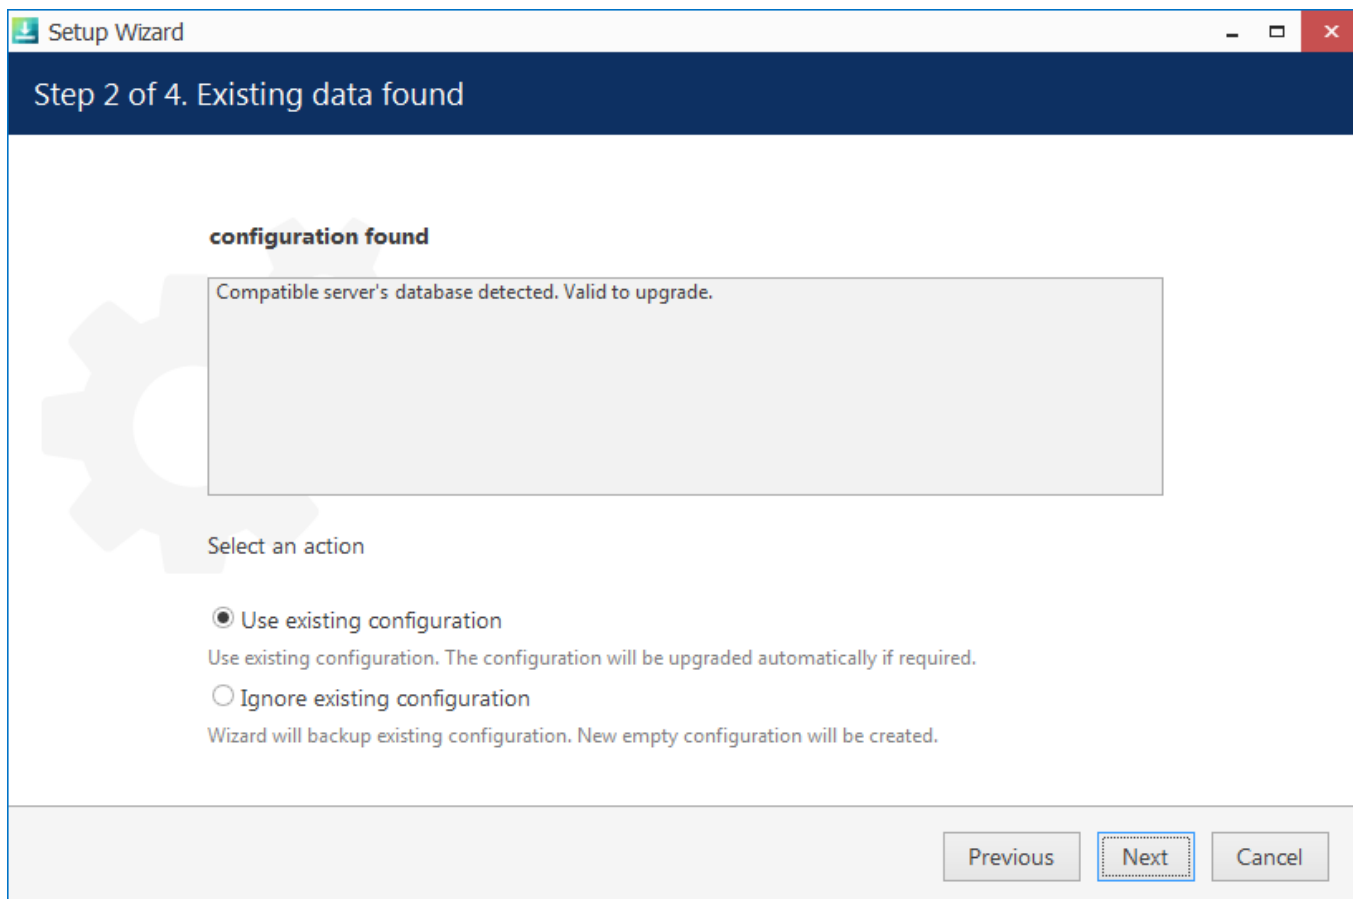 Setup Wizard
Step 2 of 4. Existing data found
configuration found
Compatible server's database detected. Valid to upgrade.
Select an action
Use existing configuration
Use existing configuration. The configuration will be upgraded automatically if required.
Ignore existing configuration
Wizard will backup existing configuration. New empty configuration will be created.
Previous Next Cancel